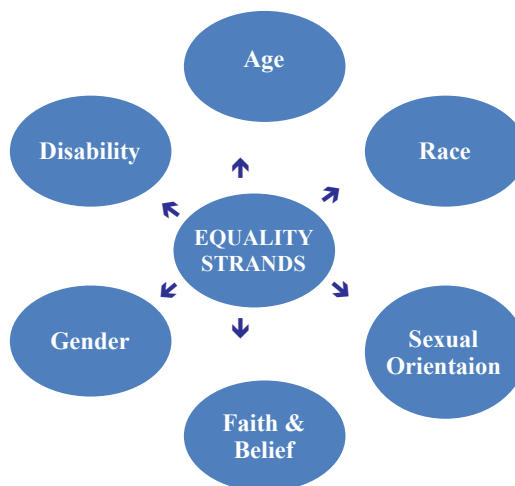 Age
Disability
Race
EQUALITY
STRANDS
Gender
Sexual
Orientaion
Faith &
Belief